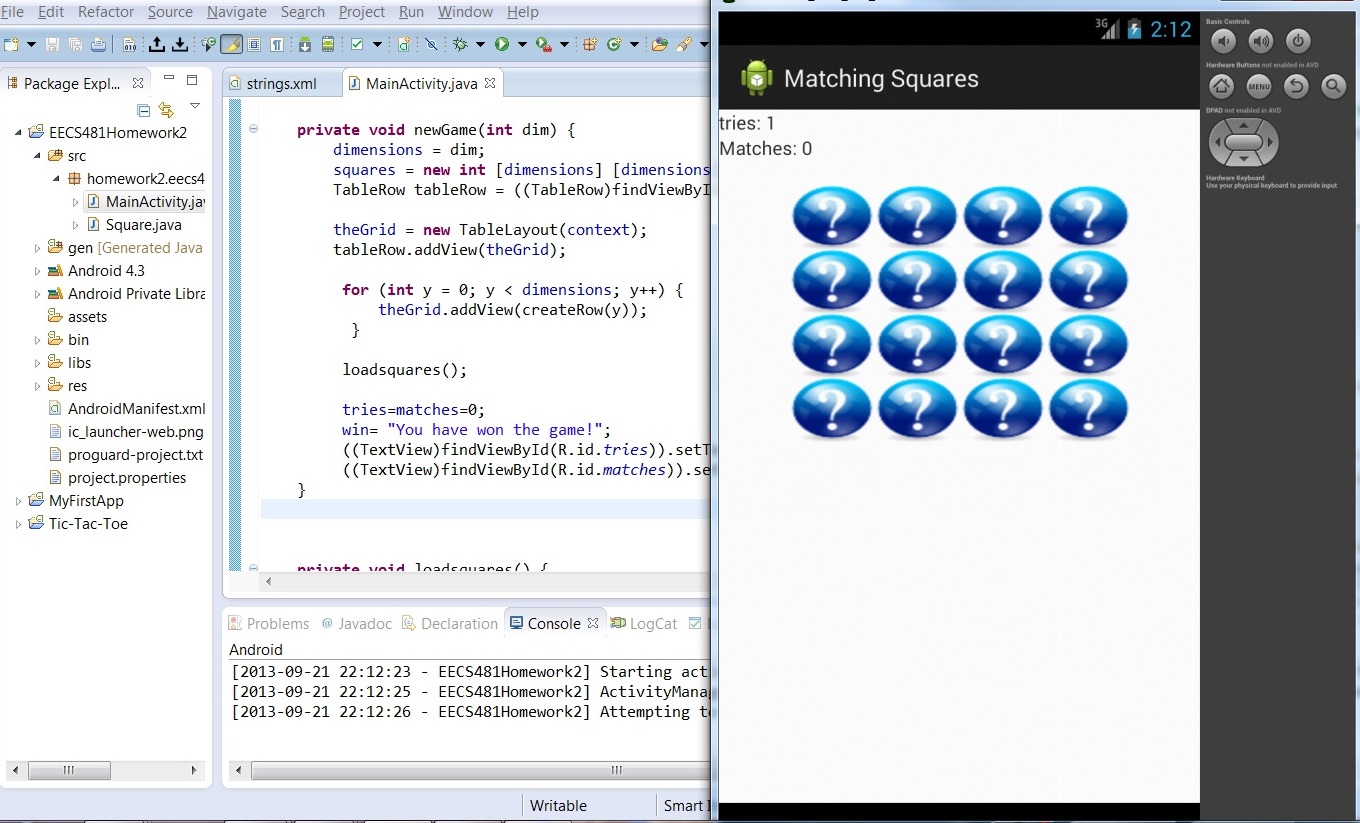 File Edit Refactor Source Navigate Search Project Run Window Help
Package Expl...
EECS481Homework2
src
homework2.eecs4
MainActivity.ja
Square.java
gen [Generated Java
Android 4.3
Android Private Libra
assets
bin
libs
res
AndroidManifest.xml
ic_launcher-web.png
proguard-project.txt
project.properties
MyFirstApp
Tic-Tac-Toe
strings.xml MainActivity.java
private void newGame(int dim) {
dimensions = dim;
squares = new int [dimensions] [dimensions
TableRow tableRow = ((TableRow)findViewByI
theGrid = new TableLayout(context);
tableRow.addView(theGrid);
for (int y = 0; y < dimensions; y++) {
theGrid.addView(createRow(y));
}
loadsquares();
tries=matches=0;
win= "You have won the game!";
((TextView)findViewById(R.id.tries)).setT
((TextView)findViewById(R.id.matches)).se
}
private void loadsquares() {
Problems Javadoc Declaration Console LogCat
Android
[2013-09-21 22:12:23 - EECS481Homework2] Starting act
[2013-09-21 22:12:25 - EECS481Homework2] ActivityMana
[2013-09-21 22:12:26 - EECS481Homework2] Attempting t
Writable Smart I
3G 2:12
Matching Squares
tries: 1
Matches: 0
? ? ? ?
? ? ? ?
? ? ? ?
? ? ? ?
Basic Controls
Hardware Buttons not enabled in AVD
MENU
DPAD not enabled in AVD
Hardware Keyboard
Use your physical keyboard to provide input